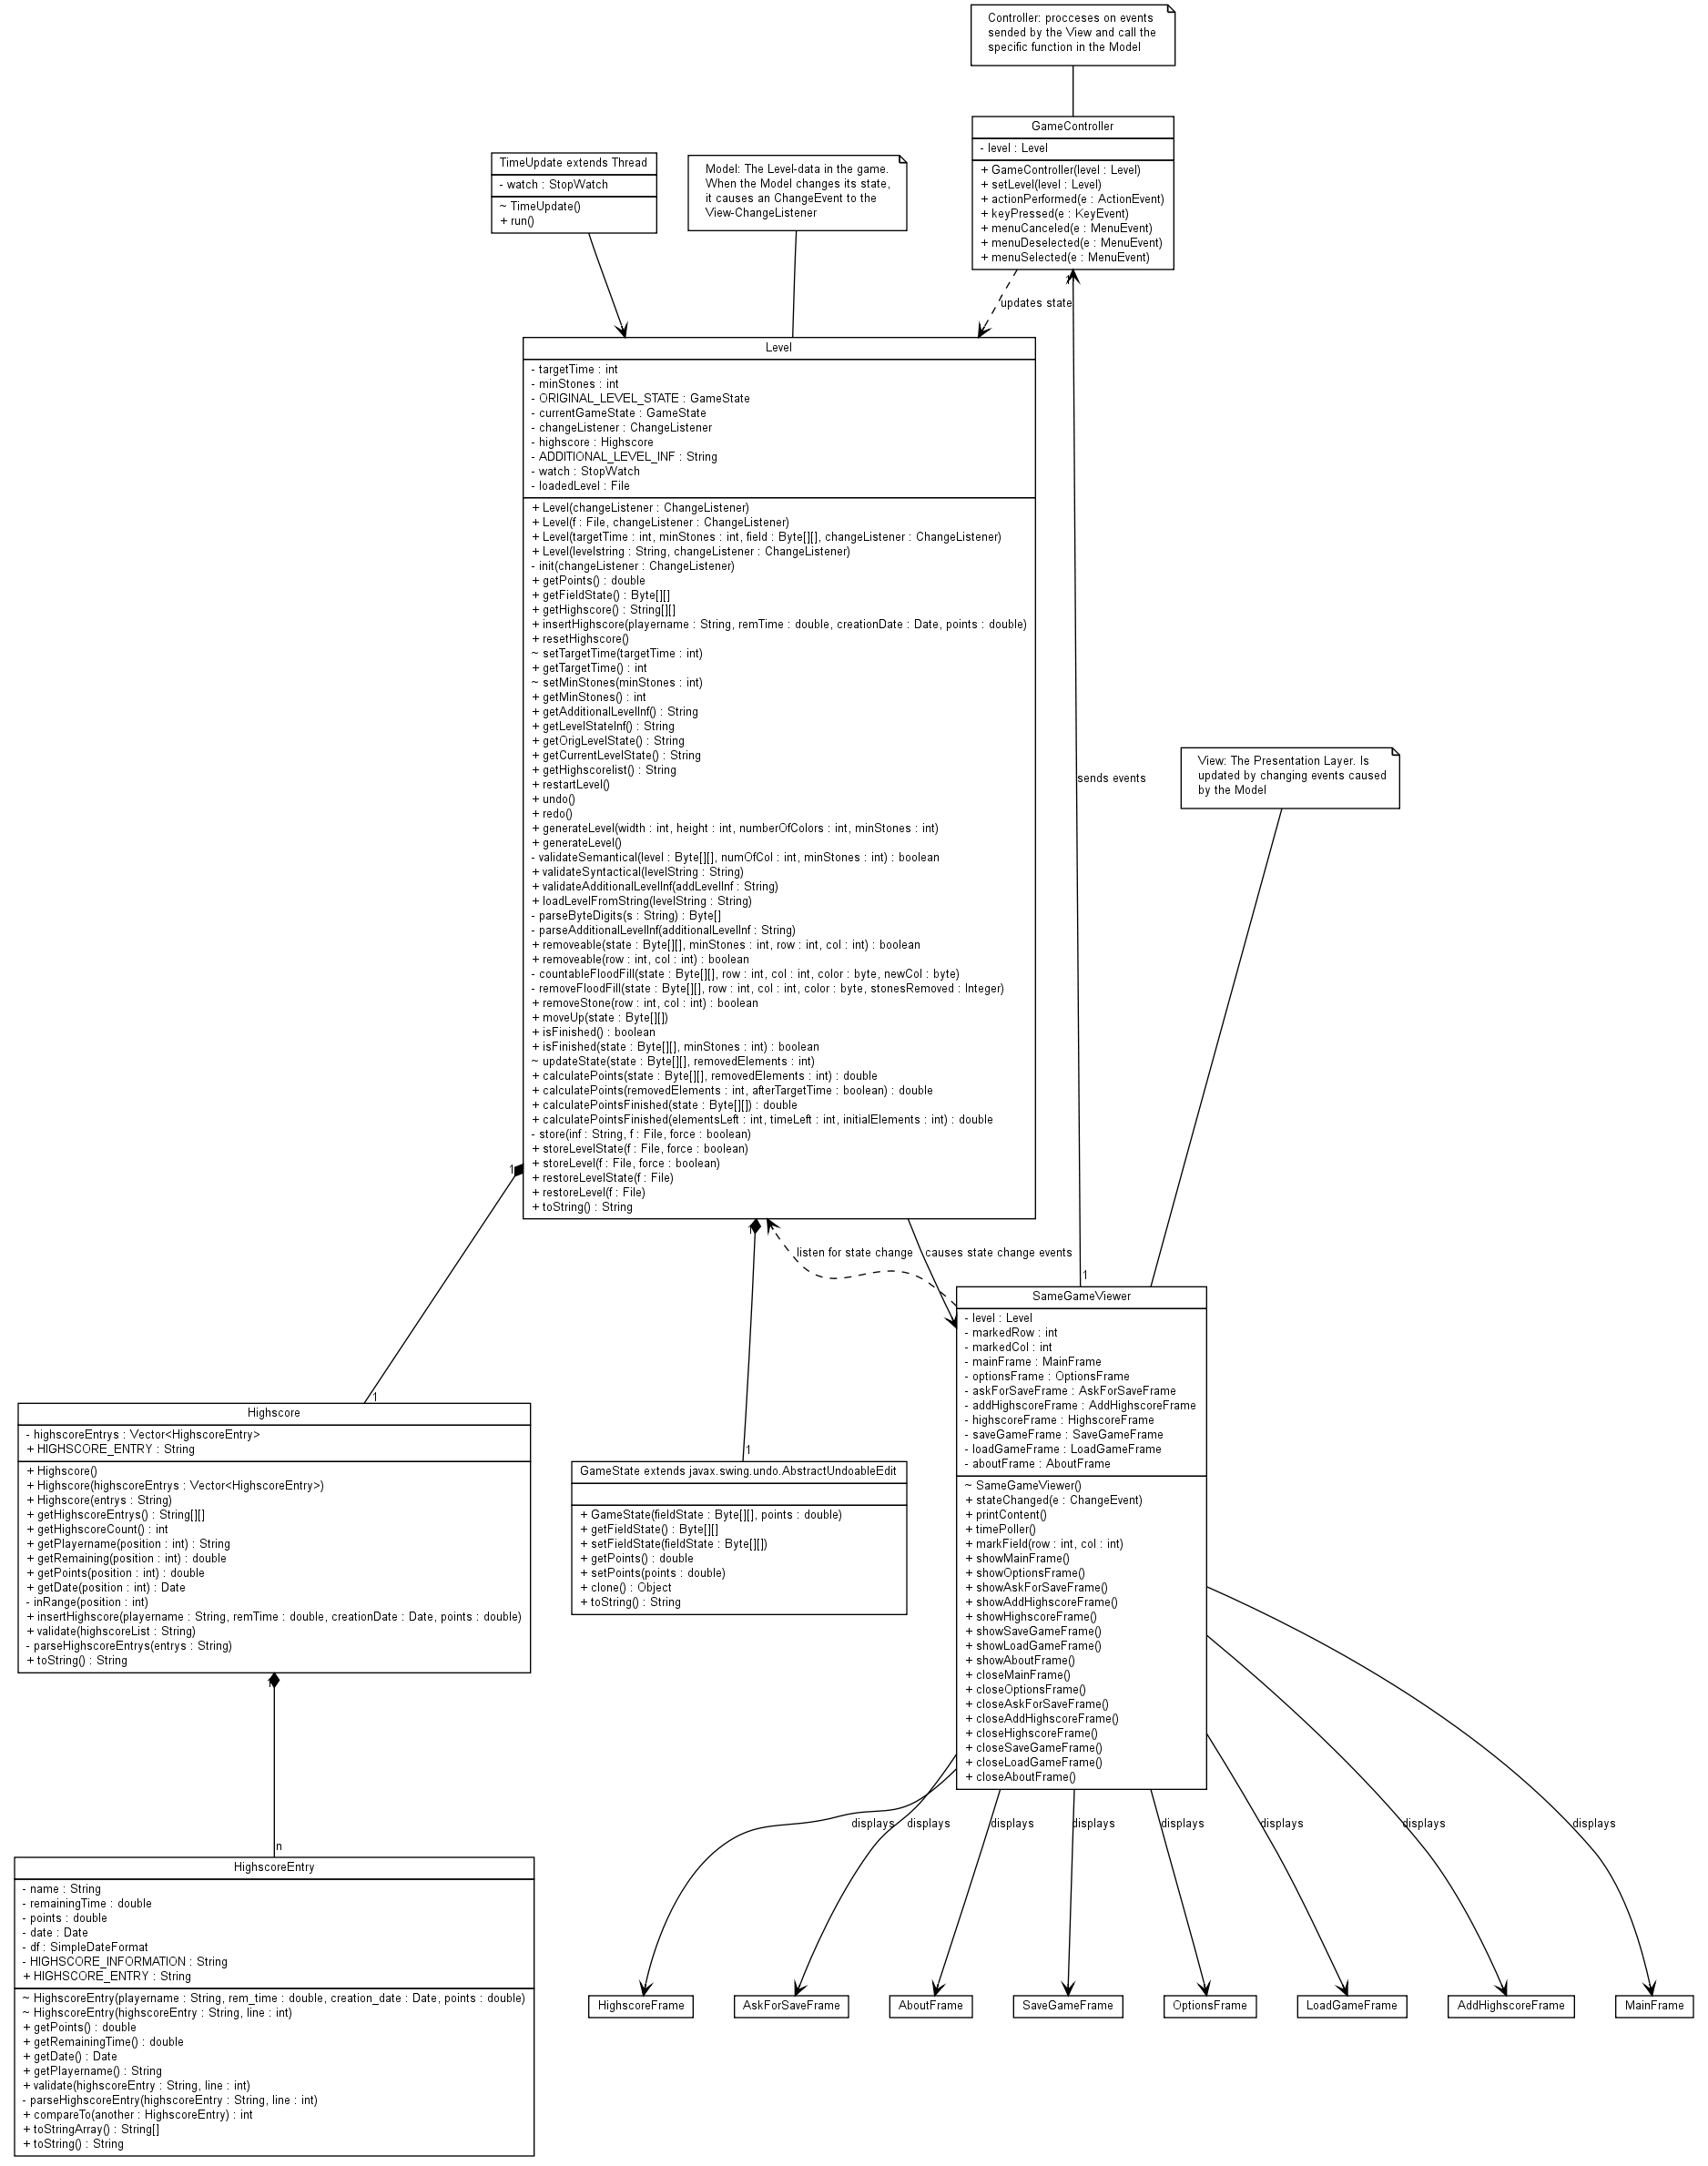 Controller: procceses on events
sended by the View and call the
specific function in the Model
GameController
- level : Level
+ GameController(level : Level)
+ setLevel(level : Level)
+ actionPerformed(e : ActionEvent)
+ keyPressed(e : KeyEvent)
+ menuCanceled(e : MenuEvent)
+ menuDeselected(e : MenuEvent)
+ menuSelected(e : MenuEvent)
TimeUpdate extends Thread
- watch : StopWatch
~ TimeUpdate()
+ run()
Model: The Level-data in the game.
When the Model changes its state,
it causes an ChangeEvent to the
View-ChangeListener
1
updates state
Level
- targetTime : int
- minStones : int
- ORIGINAL_LEVEL_STATE : GameState
- currentGameState : GameState
- changeListener : ChangeListener
- highscore : Highscore
- ADDITIONAL_LEVEL_INF : String
- watch : StopWatch
- loadedLevel : File
+ Level(changeListener : ChangeListener)
+ Level(f : File, changeListener : ChangeListener)
+ Level(targetTime : int, minStones : int, field : Byte[][], changeListener : ChangeListener)
+ Level(levelstring : String, changeListener : ChangeListener)
- init(changeListener : ChangeListener)
+ getPoints() : double
+ getFieldState() : Byte[][]
+ getHighscore() : String[][]
+ insertHighscore(playername : String, remTime : double, creationDate : Date, points : double)
+ resetHighscore()
~ setTargetTime(targetTime : int)
+ getTargetTime() : int
~ setMinStones(minStones : int)
+ getMinStones() : int
+ getAdditionalLevelInf() : String
+ getLevelStateInf() : String
+ getOrigLevelState() : String
+ getCurrentLevelState() : String
+ getHighscorelist() : String
+ restartLevel()
+ undo()
+ redo()
+ generateLevel(width : int, height : int, numberOfColors : int, minStones : int)
+ generateLevel()
- validateSemantical(level : Byte[][], numOfCol : int, minStones : int) : boolean
+ validateSyntactical(levelString : String)
+ validateAdditionalLevelInf(addLevelInf : String)
+ loadLevelFromString(levelString : String)
- parseByteDigits(s : String) : Byte[]
- parseAdditionalLevelInf(additionalLevelInf : String)
+ removeable(state : Byte[][], minStones : int, row : int, col : int) : boolean
+ removeable(row : int, col : int) : boolean
- countableFloodFill(state : Byte[][], row : int, col : int, color : byte, newCol : byte)
- removeFloodFill(state : Byte[][], row : int, col : int, color : byte, stonesRemoved : Integer)
+ removeStone(row : int, col : int) : boolean
+ moveUp(state : Byte[][])
+ isFinished() : boolean
+ isFinished(state : Byte[][], minStones : int) : boolean
~ updateState(state : Byte[][], removedElements : int)
+ calculatePoints(state : Byte[][], removedElements : int) : double
+ calculatePoints(removedElements : int, afterTargetTime : boolean) : double
+ calculatePointsFinished(state : Byte[][]) : double
+ calculatePointsFinished(elementsLeft : int, timeLeft : int, initialElements : int) : double
- store(inf : String, f : File, force : boolean)
+ storeLevelState(f : File, force : boolean)
+ storeLevel(f : File, force : boolean)
+ restoreLevelState(f : File)
+ restoreLevel(f : File)
+ toString() : String
sends events
View: The Presentation Layer. Is
updated by changing events caused
by the Model
1
1
listen for state change
causes state change events
1
SameGameViewer
- level : Level
- markedRow : int
- markedCol : int
- mainFrame : MainFrame
- optionsFrame : OptionsFrame
- askForSaveFrame : AskForSaveFrame
- addHighscoreFrame : AddHighscoreFrame
- highscoreFrame : HighscoreFrame
- saveGameFrame : SaveGameFrame
- loadGameFrame : LoadGameFrame
- aboutFrame : AboutFrame
~ SameGameViewer()
+ stateChanged(e : ChangeEvent)
+ printContent()
+ timePoller()
+ markField(row : int, col : int)
+ showMainFrame()
+ showOptionsFrame()
+ showAskForSaveFrame()
+ showAddHighscoreFrame()
+ showHighscoreFrame()
+ showSaveGameFrame()
+ showLoadGameFrame()
+ showAboutFrame()
+ closeMainFrame()
+ closeOptionsFrame()
+ closeAskForSaveFrame()
+ closeAddHighscoreFrame()
+ closeHighscoreFrame()
+ closeSaveGameFrame()
+ closeLoadGameFrame()
+ closeAboutFrame()
1
Highscore
- highscoreEntrys : Vector<HighscoreEntry>
+ HIGHSCORE_ENTRY : String
+ Highscore()
+ Highscore(highscoreEntrys : Vector<HighscoreEntry>)
+ Highscore(entrys : String)
+ getHighscoreEntrys() : String[][]
+ getHighscoreCount() : int
+ getPlayername(position : int) : String
+ getRemaining(position : int) : double
+ getPoints(position : int) : double
+ getDate(position : int) : Date
- inRange(position : int)
+ insertHighscore(playername : String, remTime : double, creationDate : Date, points : double)
+ validate(highscoreList : String)
- parseHighscoreEntrys(entrys : String)
+ toString() : String
1
GameState extends javax.swing.undo.AbstractUndoableEdit
+ GameState(fieldState : Byte[][], points : double)
+ getFieldState() : Byte[][]
+ setFieldState(fieldState : Byte[][])
+ getPoints() : double
+ setPoints(points : double)
+ clone() : Object
+ toString() : String
1
n
HighscoreEntry
- name : String
- remainingTime : double
- points : double
- date : Date
- df : SimpleDateFormat
- HIGHSCORE_INFORMATION : String
+ HIGHSCORE_ENTRY : String
~ HighscoreEntry(playername : String, rem_time : double, creation_date : Date, points : double)
~ HighscoreEntry(highscoreEntry : String, line : int)
+ getPoints() : double
+ getRemainingTime() : double
+ getDate() : Date
+ getPlayername() : String
+ validate(highscoreEntry : String, line : int)
- parseHighscoreEntry(highscoreEntry : String, line : int)
+ compareTo(another : HighscoreEntry) : int
+ toStringArray() : String[]
+ toString() : String
displays
displays
displays
displays
displays
displays
displays
displays
HighscoreFrame
AskForSaveFrame
AboutFrame
SaveGameFrame
OptionsFrame
LoadGameFrame
AddHighscoreFrame
MainFrame